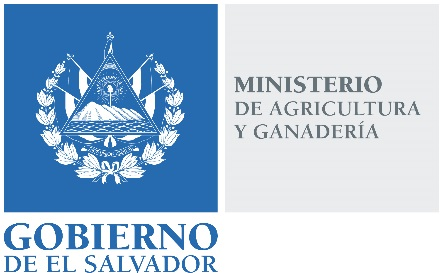 MINISTERIO
DE AGRICULTURA
Y GANADERÍA
GOBIERNO
DE EL SALVADOR